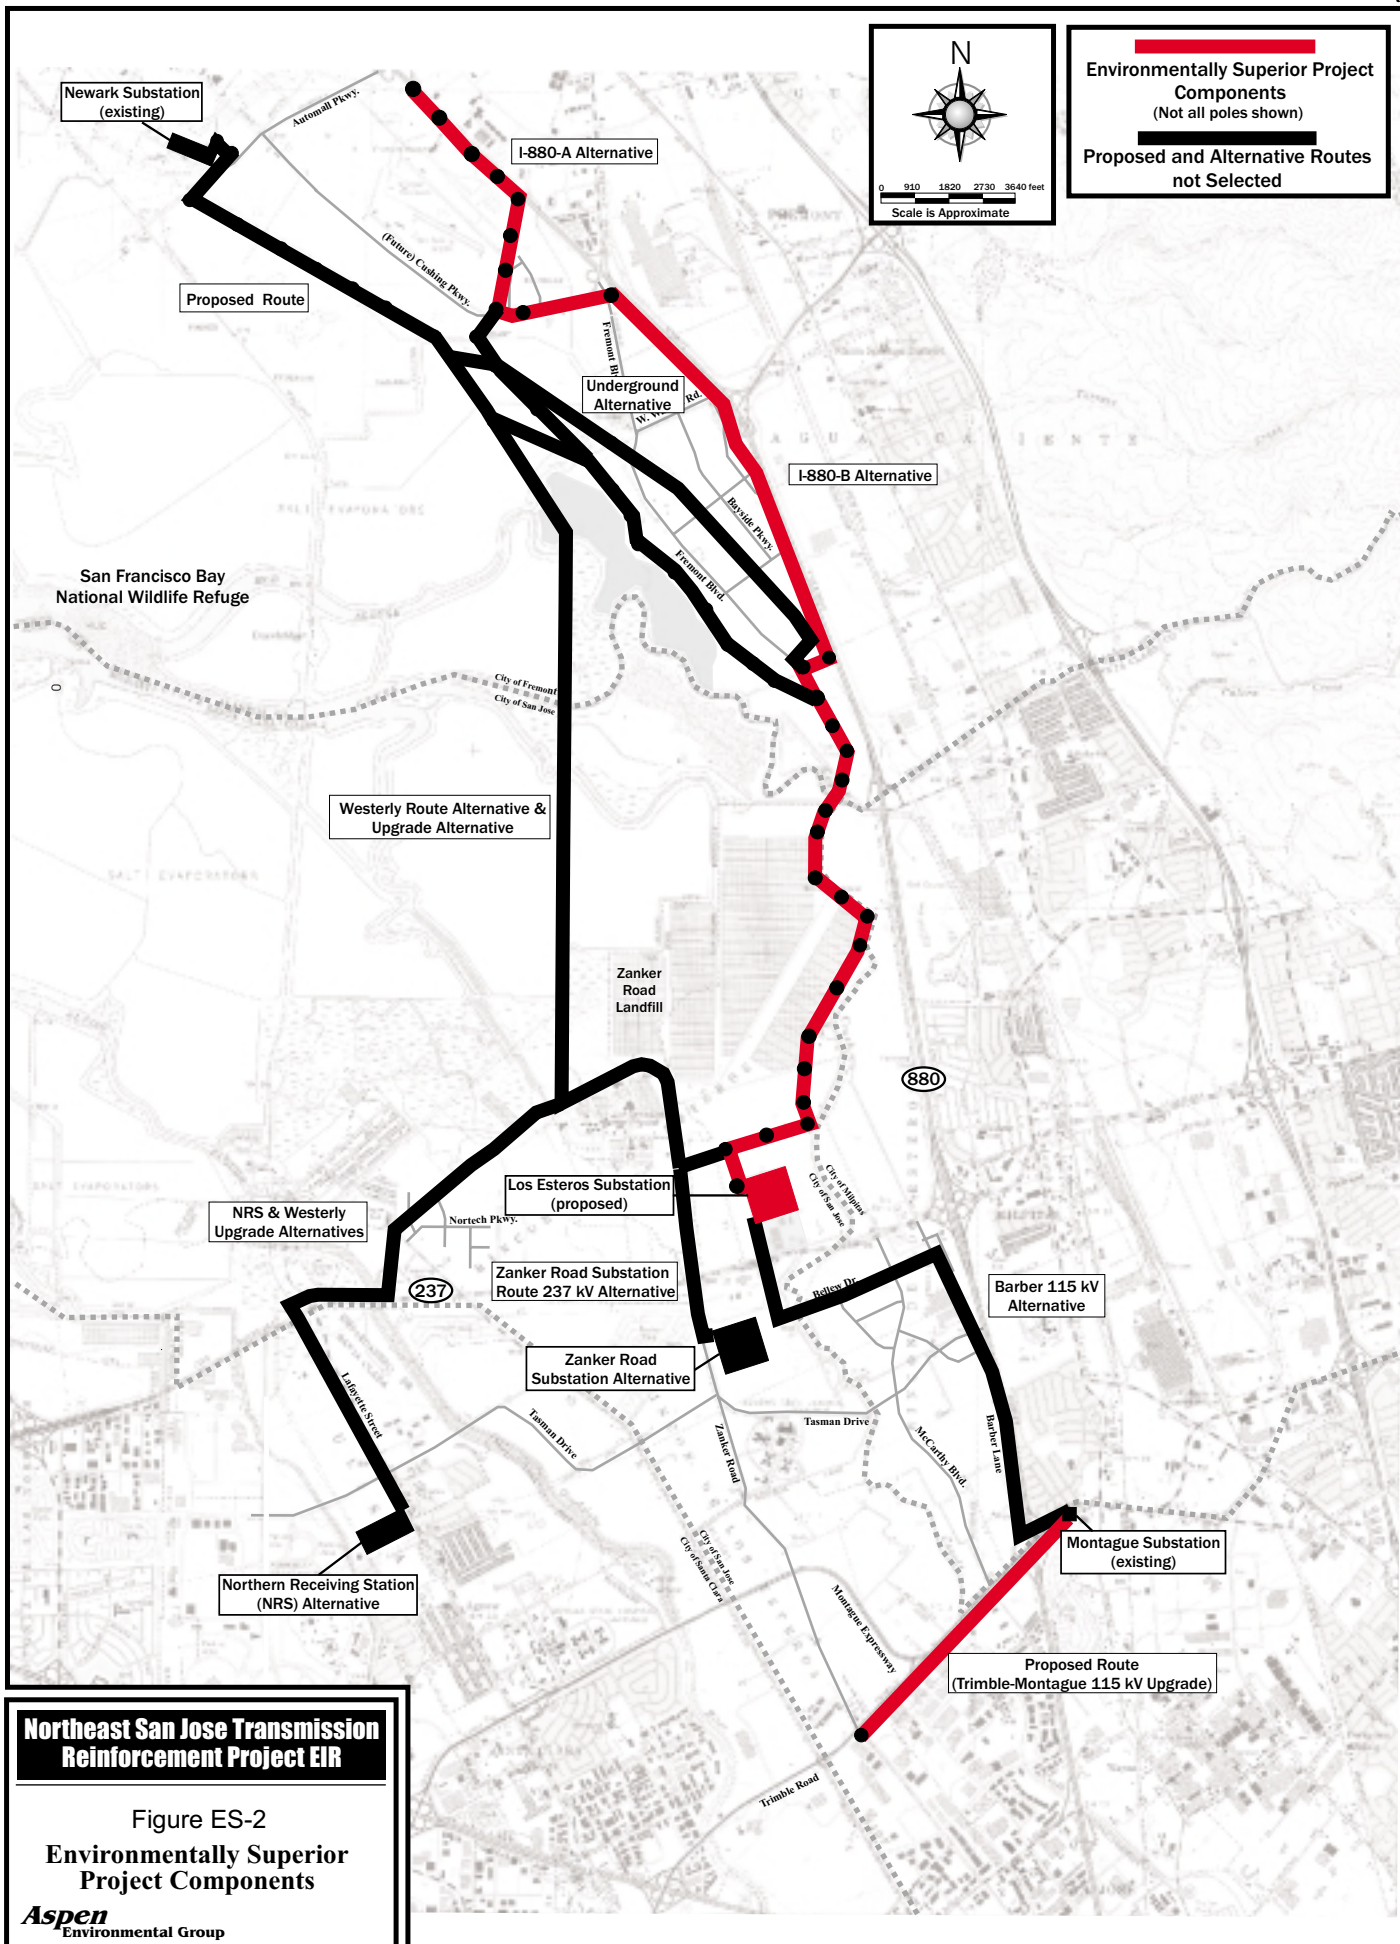 Newark Substation
(existing)
Automall Pkwy.
I-880-A Alternative
N
0 910 1820 2730 3640 feet
Scale is Approximate
Environmentally Superior Project
Components
(Not all poles shown)
Proposed and Alternative Routes
not Selected
(Future) Cushing Pkwy.
Proposed Route
Fremont Bl
Underground
Alternative
W. W Rd.
AGUA CALIENTE
I-880-B Alternative
Bayside Pkwy.
Fremont Blvd.
SALT EVAPORATORS
San Francisco Bay
National Wildlife Refuge
City of Fremont
City of San Jose
Westerly Route Alternative &
Upgrade Alternative
SALT EVAPORATORS
Zanker
Road
Landfill
880
Los Esteros Substation
(proposed)
City of Milpitas
City of San Jose
NRS & Westerly
Upgrade Alternatives
Nortech Pkwy.
237
Zanker Road Substation
Route 237 kV Alternative
Bellew Dr.
Barber 115 kV
Alternative
Zanker Road
Substation Alternative
Lafayette Street
Tasman Drive
Tasman Drive
Zanker Road
McCarthy Blvd.
Barber Lane
Montague Substation
(existing)
City of San Jose
City of Santa Clara
Northern Receiving Station
(NRS) Alternative
Montague Expressway
Proposed Route
(Trimble-Montague 115 kV Upgrade)
Trimble Road
Northeast San Jose Transmission
Reinforcement Project EIR
Figure ES-2
Environmentally Superior
Project Components
Aspen
Environmental Group